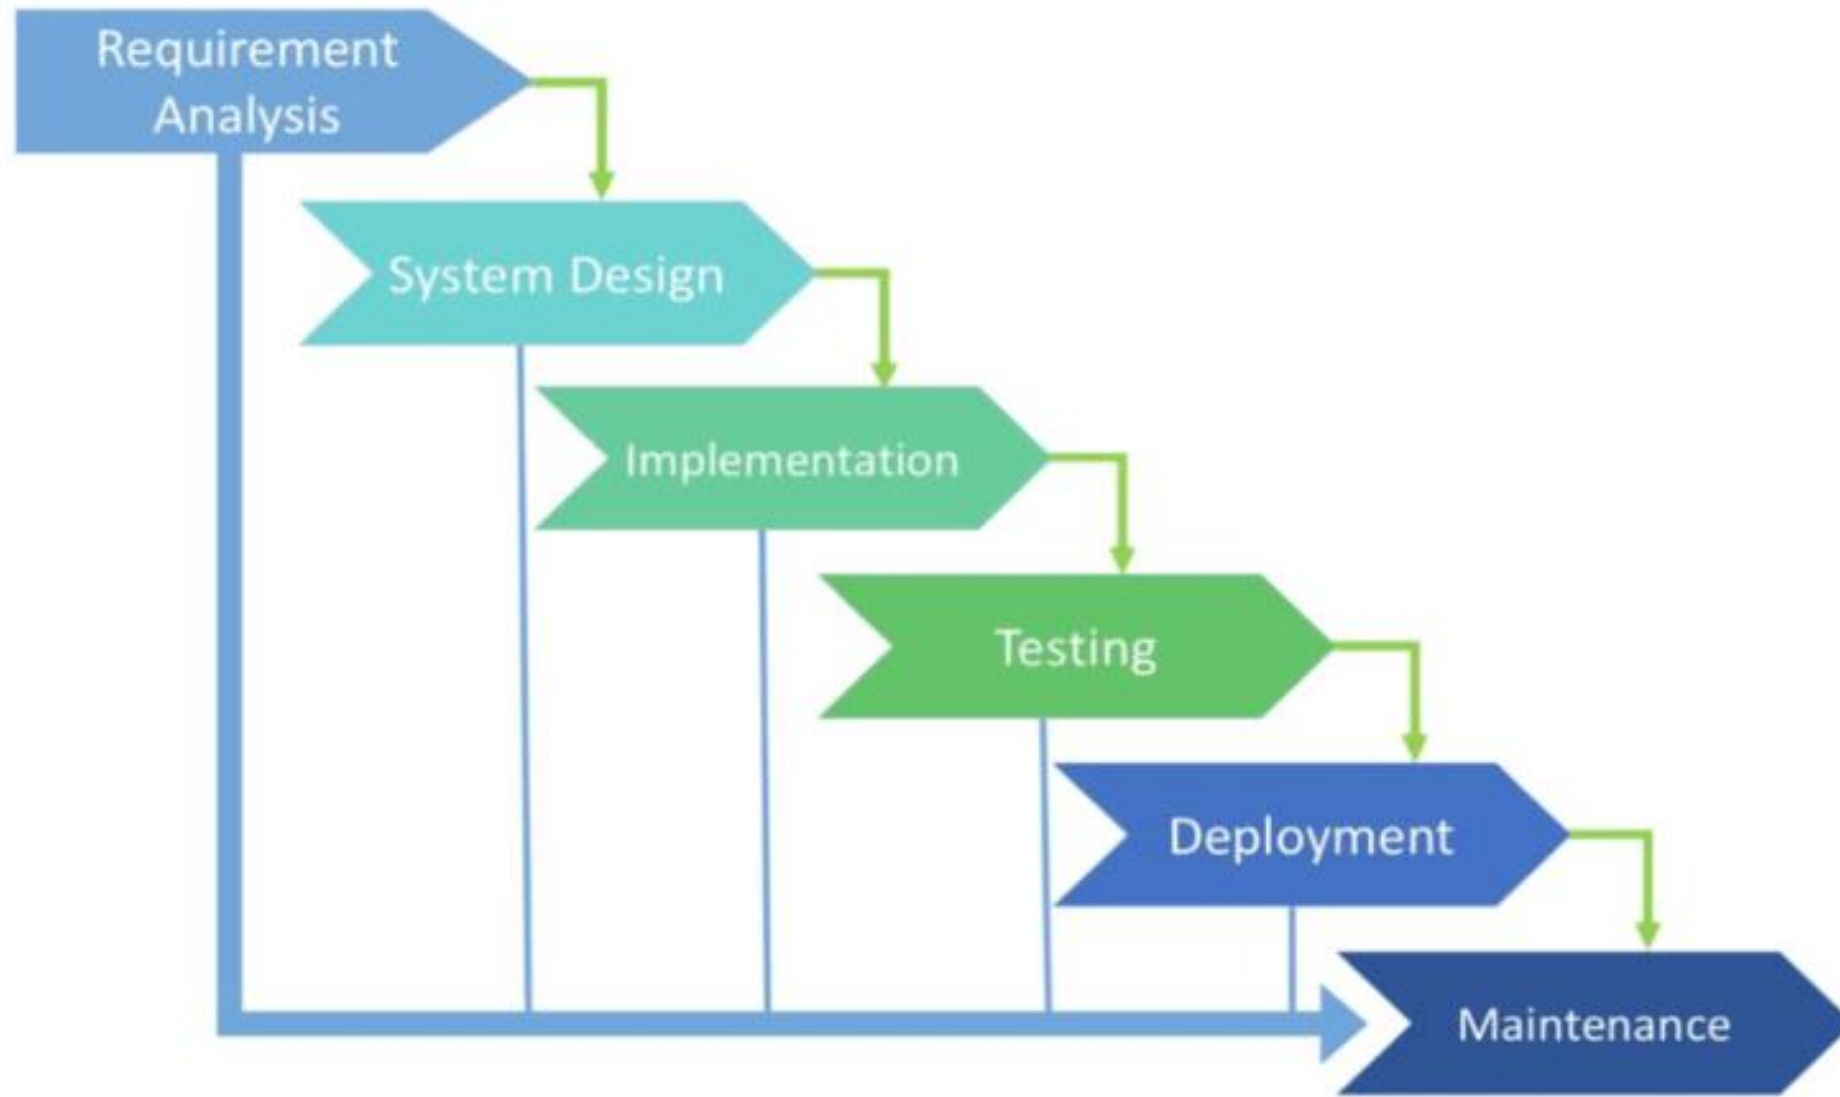 Requirement
Analysis
System Design
Implementation
Testing
Deployment
Maintenance